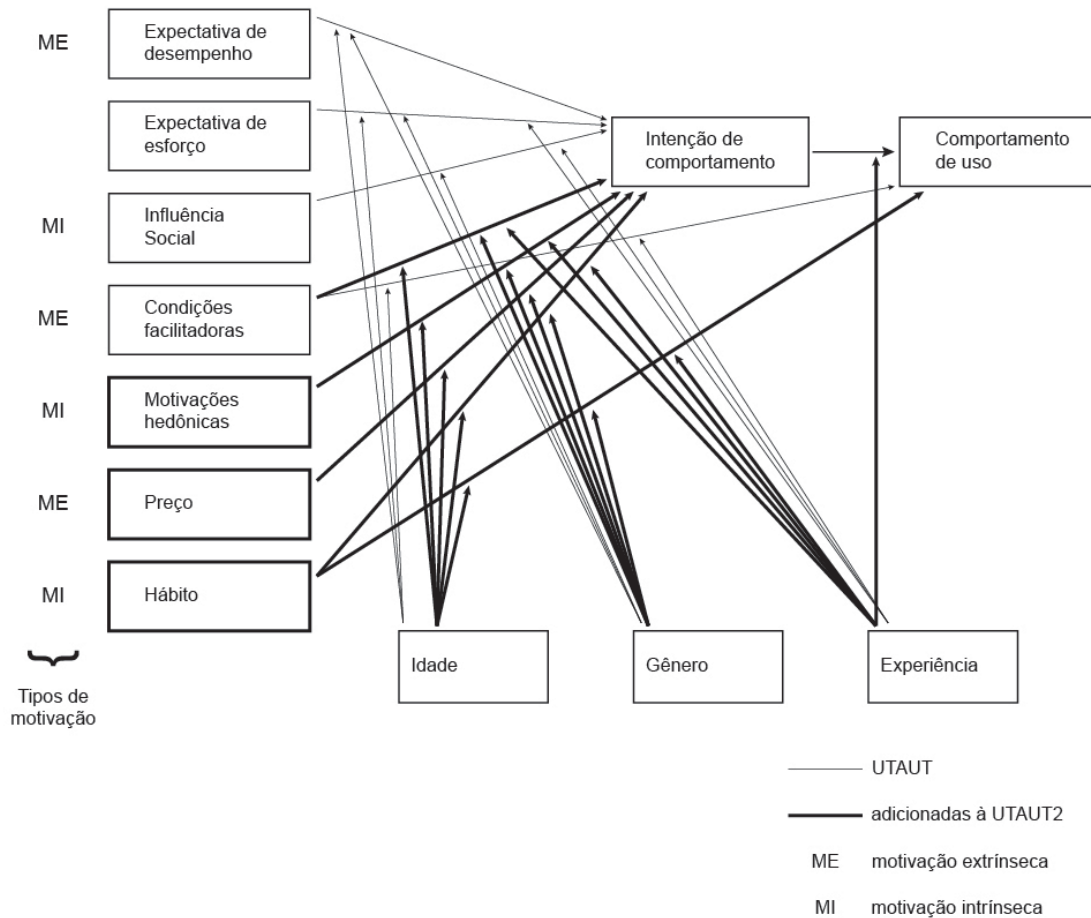 ME
Expectativa de
desempenho
Expectativa de
esforço
Intenção de
comportamento
Comportamento
de uso
MI
Influência
Social
ME
Condições
facilitadoras
MI
Motivações
hedônicas
ME
Preço
MI
Hábito
Idade
Gênero
Experiência
Tipos de
motivação
UTAUT
adicionadas à UTAUT2
ME motivação extrínseca
MI motivação intrínseca